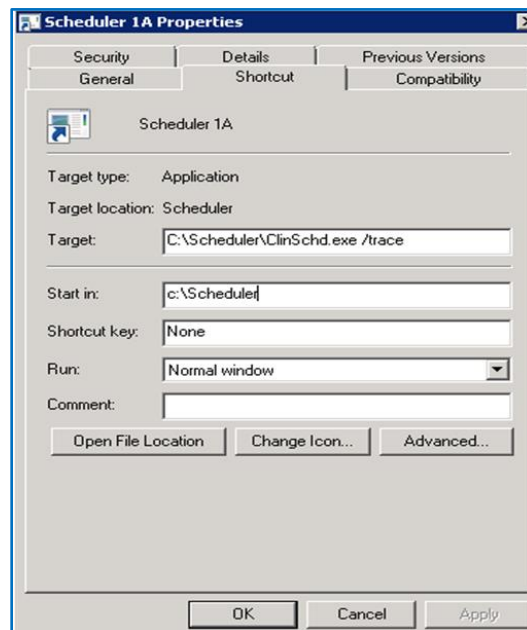 Scheduler 1A Properties
Security Details Previous Versions
General Shortcut Compatibility
Scheduler 1A
Target type: Application
Target location: Scheduler
Target: C:\Scheduler\ClinSchd.exe /trace
Start in: c:\Scheduler
Shortcut key: None
Run: Normal window
Comment:
Open File Location Change Icon... Advanced...
OK Cancel Apply